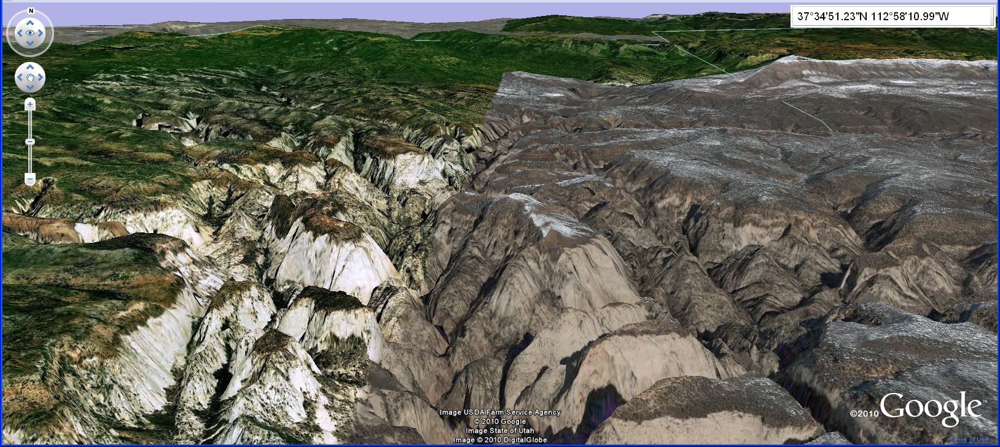 N
37°34'51.23"N 112°58'10.99"W
Image USDA Farm Service Agency
© 2010 Google
Image State of Utah
Image © 2010 DigitalGlobe
©2010 Google™
Terms of Use